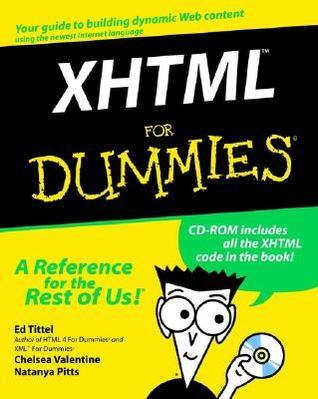 Your guide to building dynamic Web content
using the newest Internet language
XHTML™
FOR
DUMMIES®
CD-ROM includes
all the XHTML
code in the book!
A Reference
for the
Rest of Us!®
Ed Tittel
Author of HTML 4 For Dummies® and
XML™ For Dummies®
Chelsea Valentine
Natanya Pitts